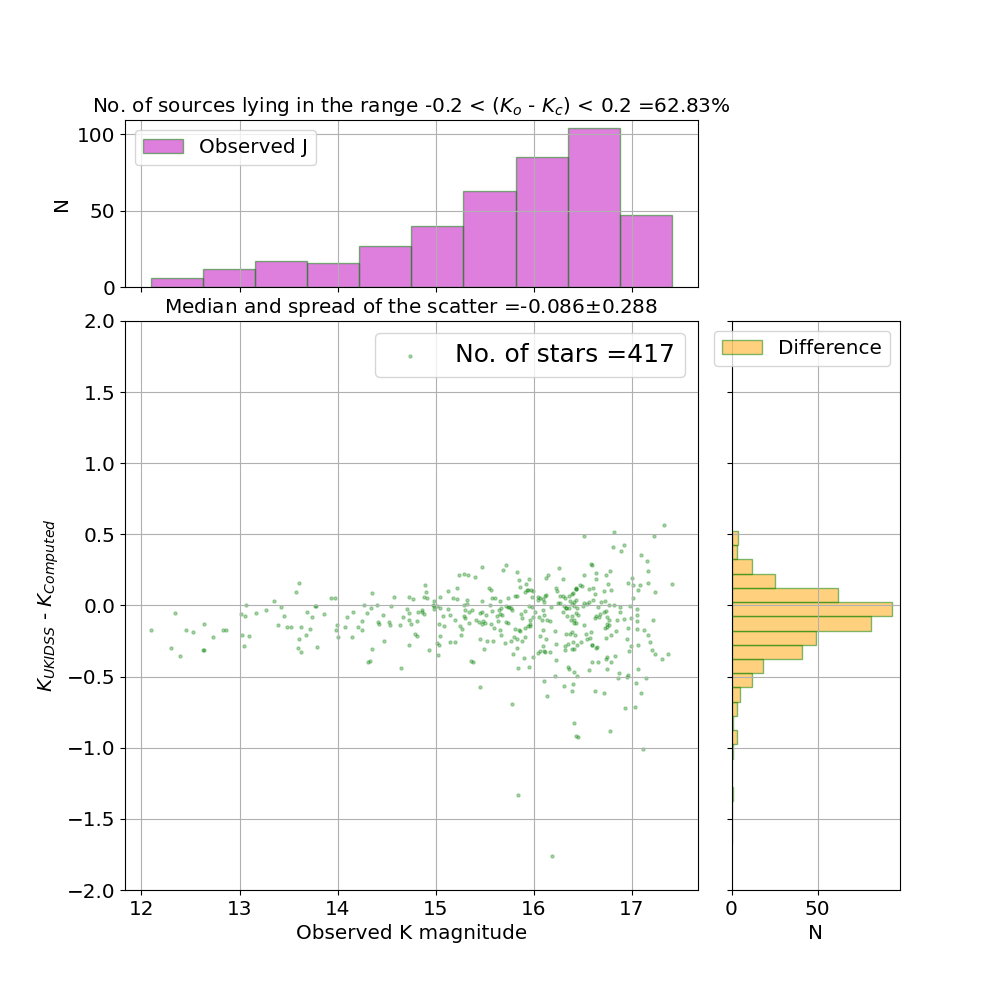 No. of sources lying in the range -0.2 < (K_o - K_c) < 0.2 =62.83%
100
50
0
N
Observed J
Median and spread of the scatter =-0.086±0.288
2.0
1.5
1.0
0.5
0.0
−0.5
−1.0
−1.5
−2.0
K_UKIDSS - K_Computed
No. of stars =417
12 13 14 15 16 17
Observed K magnitude
Difference
0 50
N